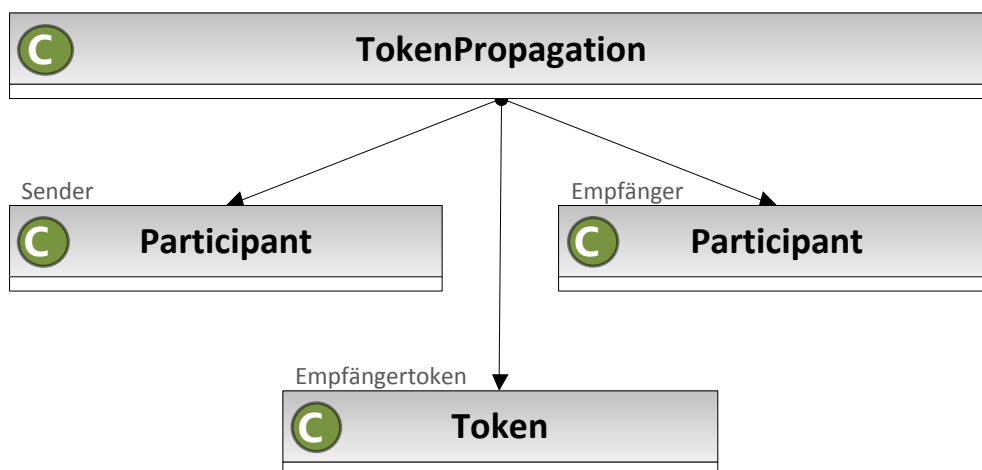 C TokenPropagation
Sender
C Participant
Empfänger
C Participant
Empfängertoken
C Token